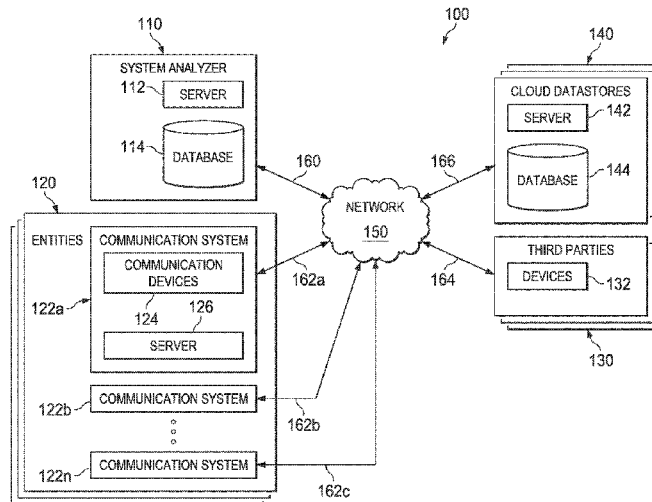 100
110
SYSTEM ANALYZER
112
SERVER
114
DATABASE
160
140
CLOUD DATASTORES
SERVER
142
DATABASE
144
166
NETWORK
150
120
ENTITIES
COMMUNICATION SYSTEM
COMMUNICATION
DEVICES
122a
124
126
SERVER
162a
164
THIRD PARTIES
DEVICES
132
130
122b
COMMUNICATION SYSTEM
162b
122n
COMMUNICATION SYSTEM
162c